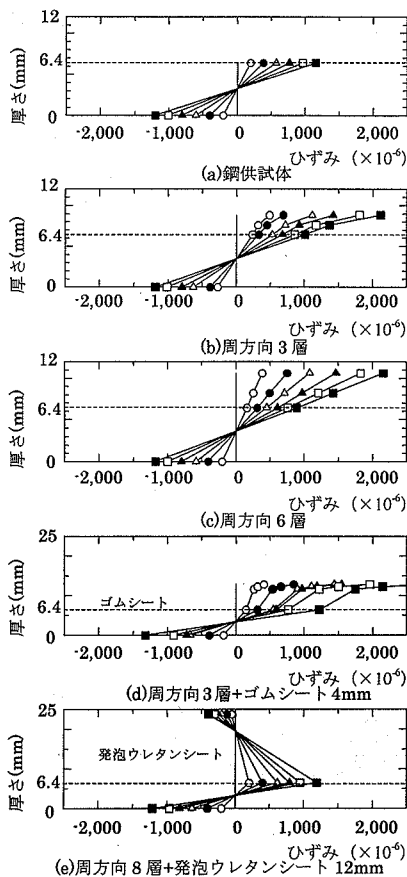 12
6.4
0
厚さ(mm)
-2,000 -1,000 0 1,000 2,000
ひずみ (×10⁻⁶)
(a)鋼供試体
12
6.4
0
厚さ(mm)
-2,000 -1,000 0 1,000 2,000
ひずみ (×10⁻⁶)
(b)周方向3層
12
6.4
0
厚さ(mm)
-2,000 -1,000 0 1,000 2,000
ひずみ (×10⁻⁶)
(c)周方向6層
25
6.4
0
厚さ(mm)
ゴムシート
-2,000 -1,000 0 1,000 2,000
ひずみ (×10⁻⁶)
(d)周方向3層+ゴムシート4mm
25
6.4
0
厚さ(mm)
発泡ウレタンシート
-2,000 -1,000 0 1,000 2,000
ひずみ (×10⁻⁶)
(e)周方向8層+発泡ウレタンシート12mm